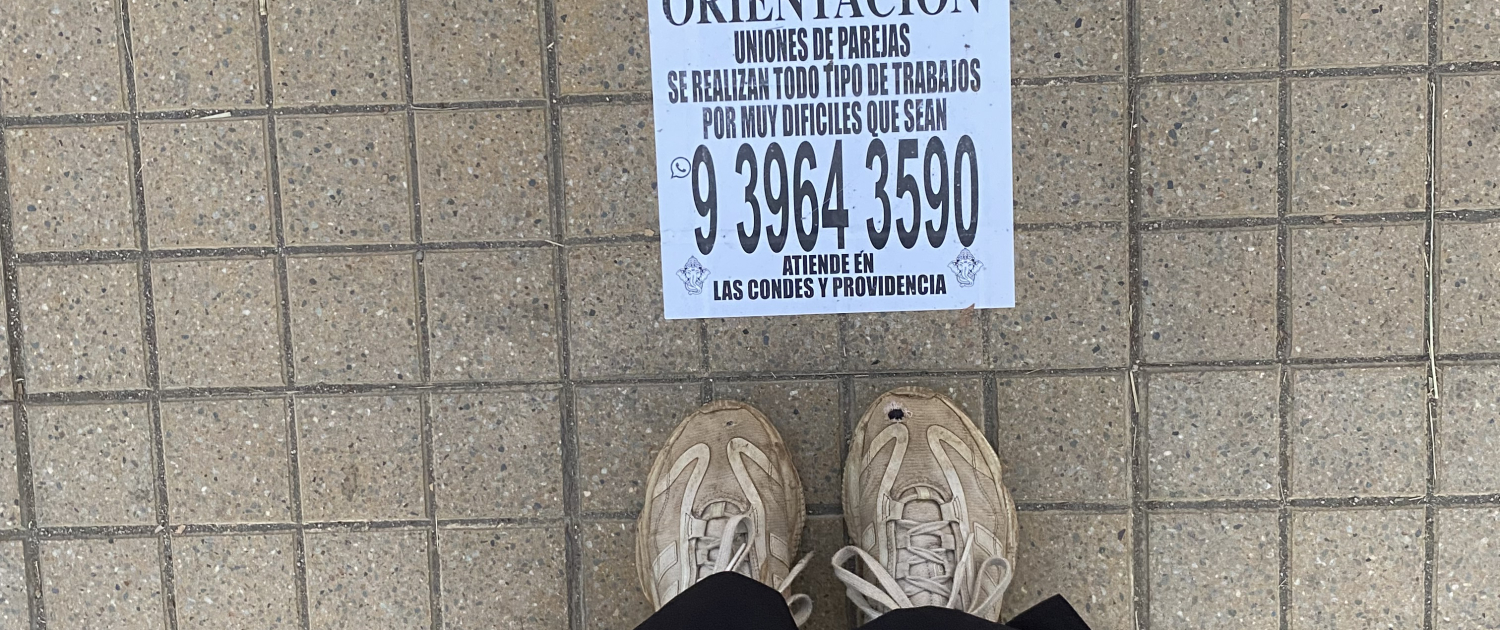 ORIENTACIÓN
UNIONES DE PAREJAS
SE REALIZAN TODO TIPO DE TRABAJOS
POR MUY DIFICILES QUE SEAN
9 3964 3590
ATIENDE EN
LAS CONDES Y PROVIDENCIA